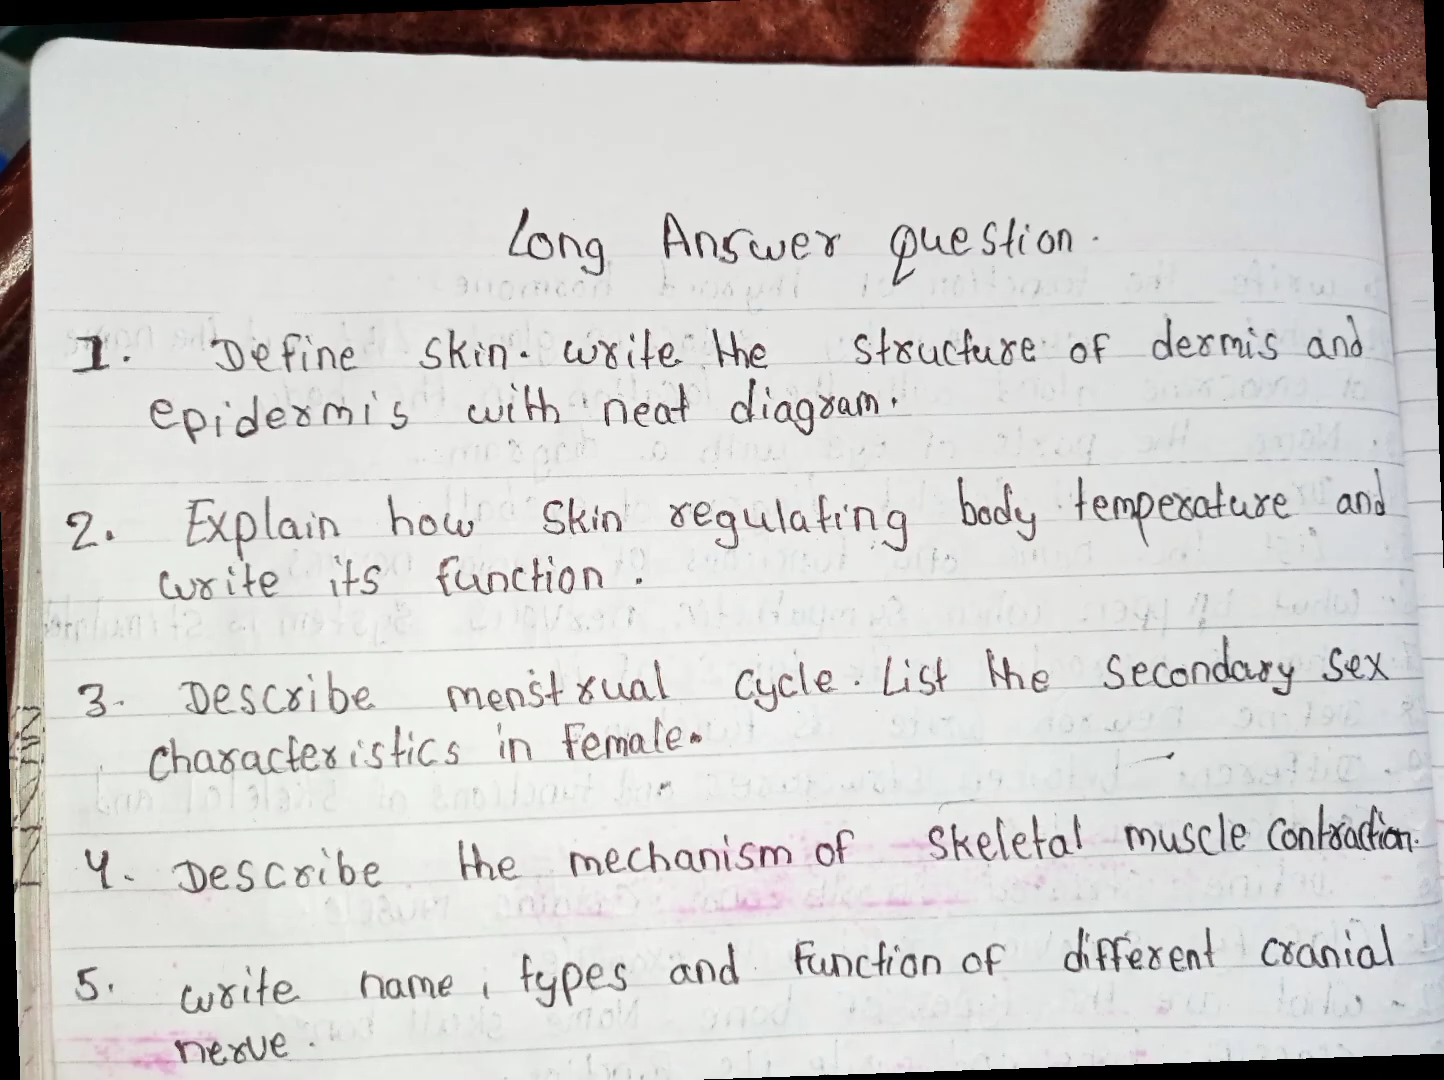 Long Answer question.
1. Define skin. write the structure of dermis and
epidermis with neat diagram.
2. Explain how skin regulating body temperature and
write its function.
3. Describe menstrual cycle. List the secondary sex
characteristics in female.
4. Describe the mechanism of skeletal muscle contraction.
5. write name, types and function of different cranial
nerve.